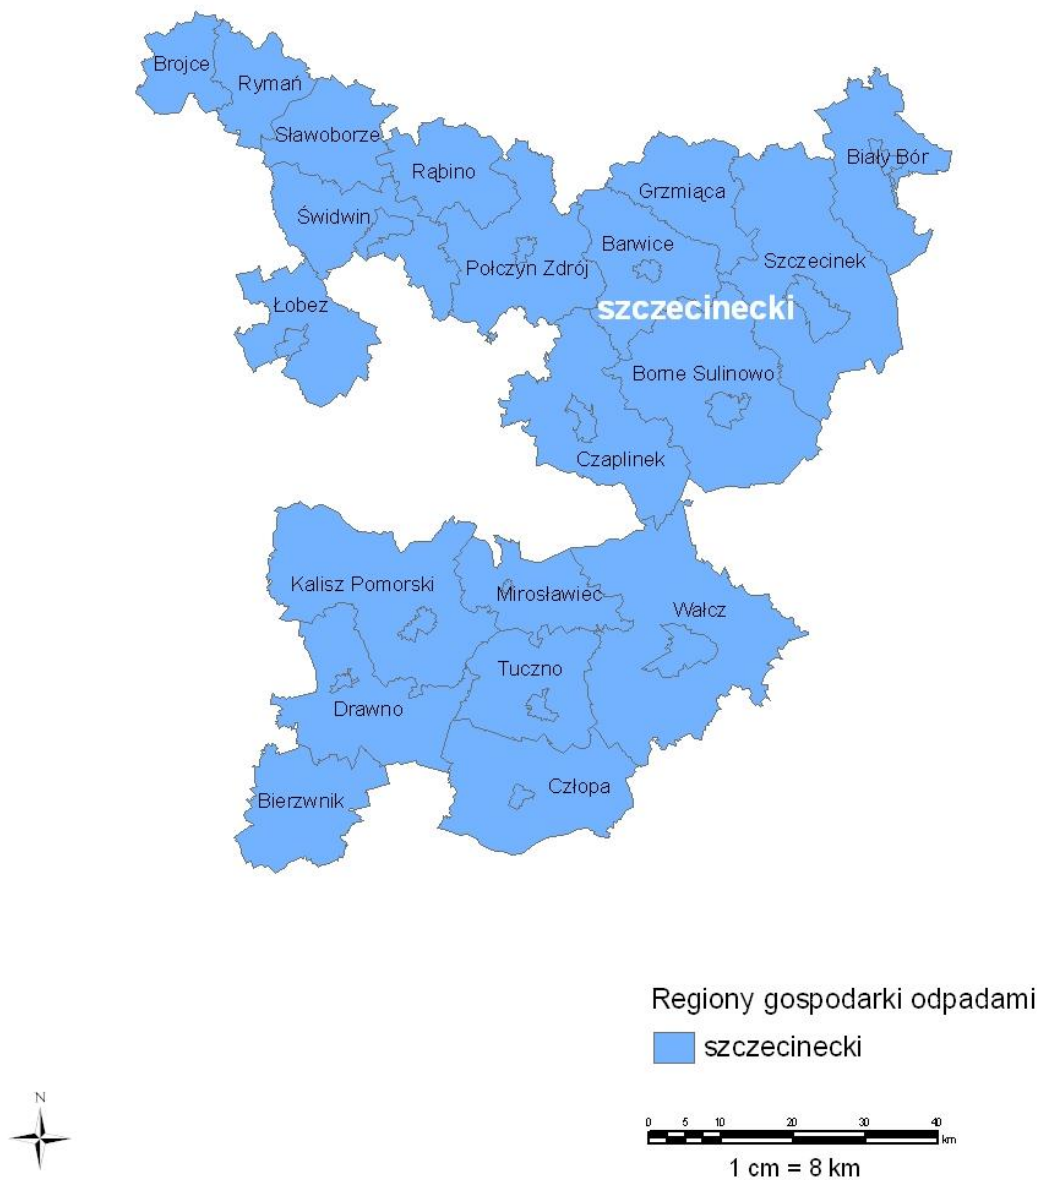 Brojce
Rymań
Sławoborze
Rąbino
Biały Bór
Grzmiąca
Świdwin
Barwice
Szczecinek
Połczyn Zdrój
Łobez
szczecinecki
Borne Sulinowo
Czaplinek
Kalisz Pomorski
Mirosławiec
Wałcz
Tuczno
Drawno
Człopa
Bierzwnik
Regiony gospodarki odpadami
szczecinecki
N
0 5 10 20 30 40
km
1 cm = 8 km